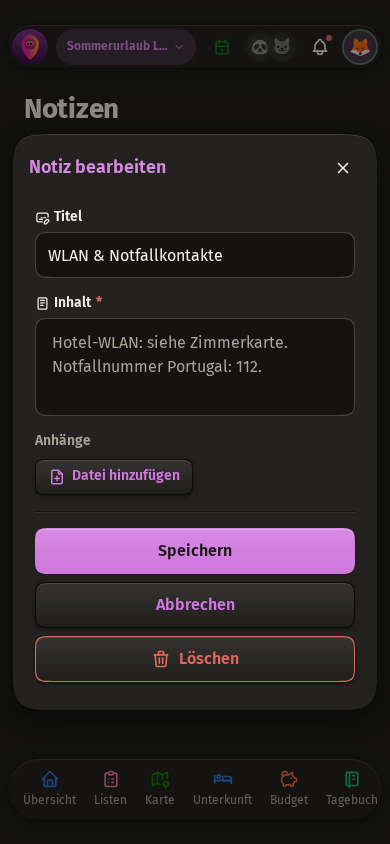 Sommerurlaub L...
Notizen
Notiz bearbeiten
Titel
WLAN & Notfallkontakte
Inhalt *
Hotel-WLAN: siehe Zimmerkarte.
Notfallnummer Portugal: 112.
Anhänge
Datei hinzufügen
Speichern
Abbrechen
Löschen
Übersicht Listen Karte Unterkunft Budget Tagebuch